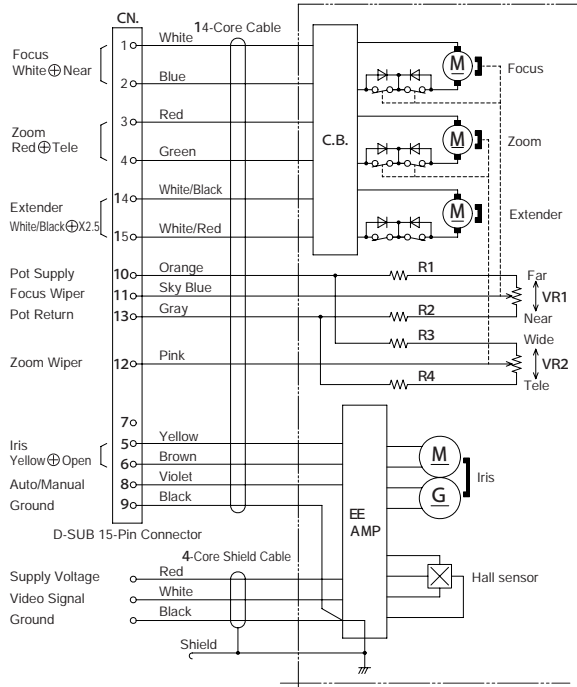 CN.
14-Core Cable
Focus
White⊕Near
1 White
2 Blue
Focus
M
Zoom
Red⊕Tele
3 Red
4 Green
C.B.
Zoom
M
Extender
White/Black⊕X2.5
14 White/Black
15 White/Red
Extender
M
Pot Supply 10 Orange R1 Far
Focus Wiper 11 Sky Blue VR1
Pot Return 13 Gray R2 Near
R3 Wide
Zoom Wiper 12 Pink VR2
R4 Tele
7
Iris
Yellow⊕Open
5 Yellow
6 Brown
Auto/Manual 8 Violet
Ground 9 Black
EE
AMP
M
G
Iris
D-SUB 15-Pin Connector
4-Core Shield Cable
Supply Voltage Red
Video Signal White
Ground Black
Hall sensor
Shield